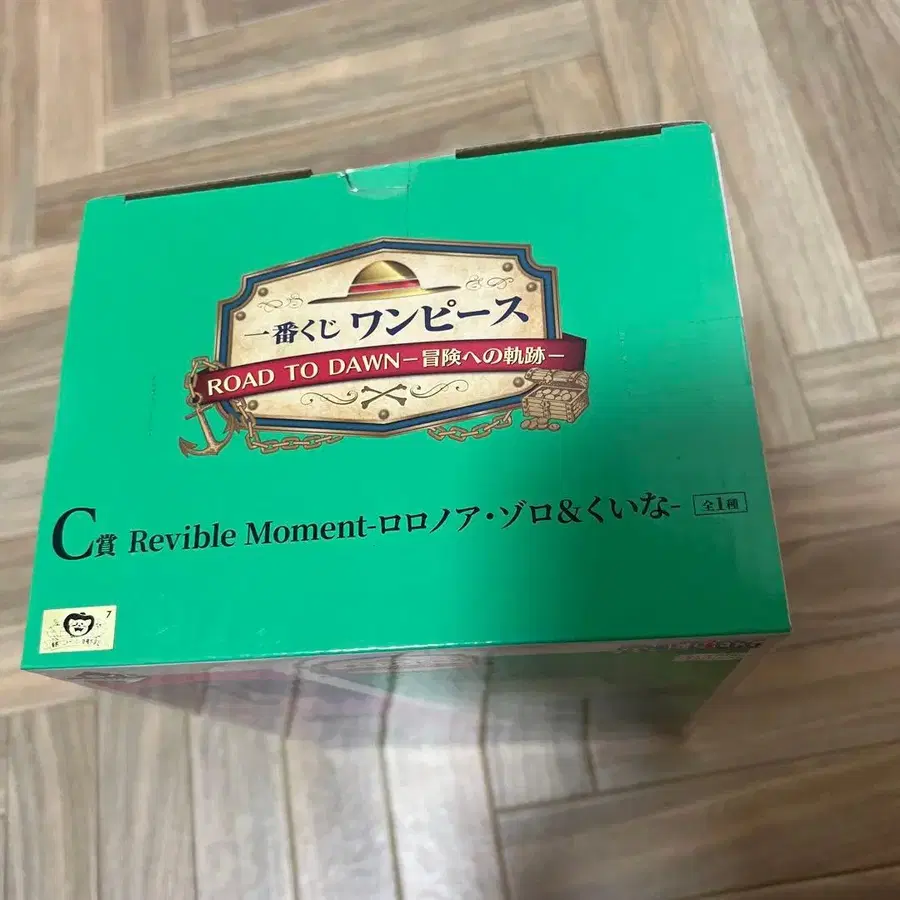 一番くじ ワンピース
ROAD TO DAWN－冒険への軌跡－
C賞 Revible Moment-ロロノア・ゾロ&くいな- 全1種
7